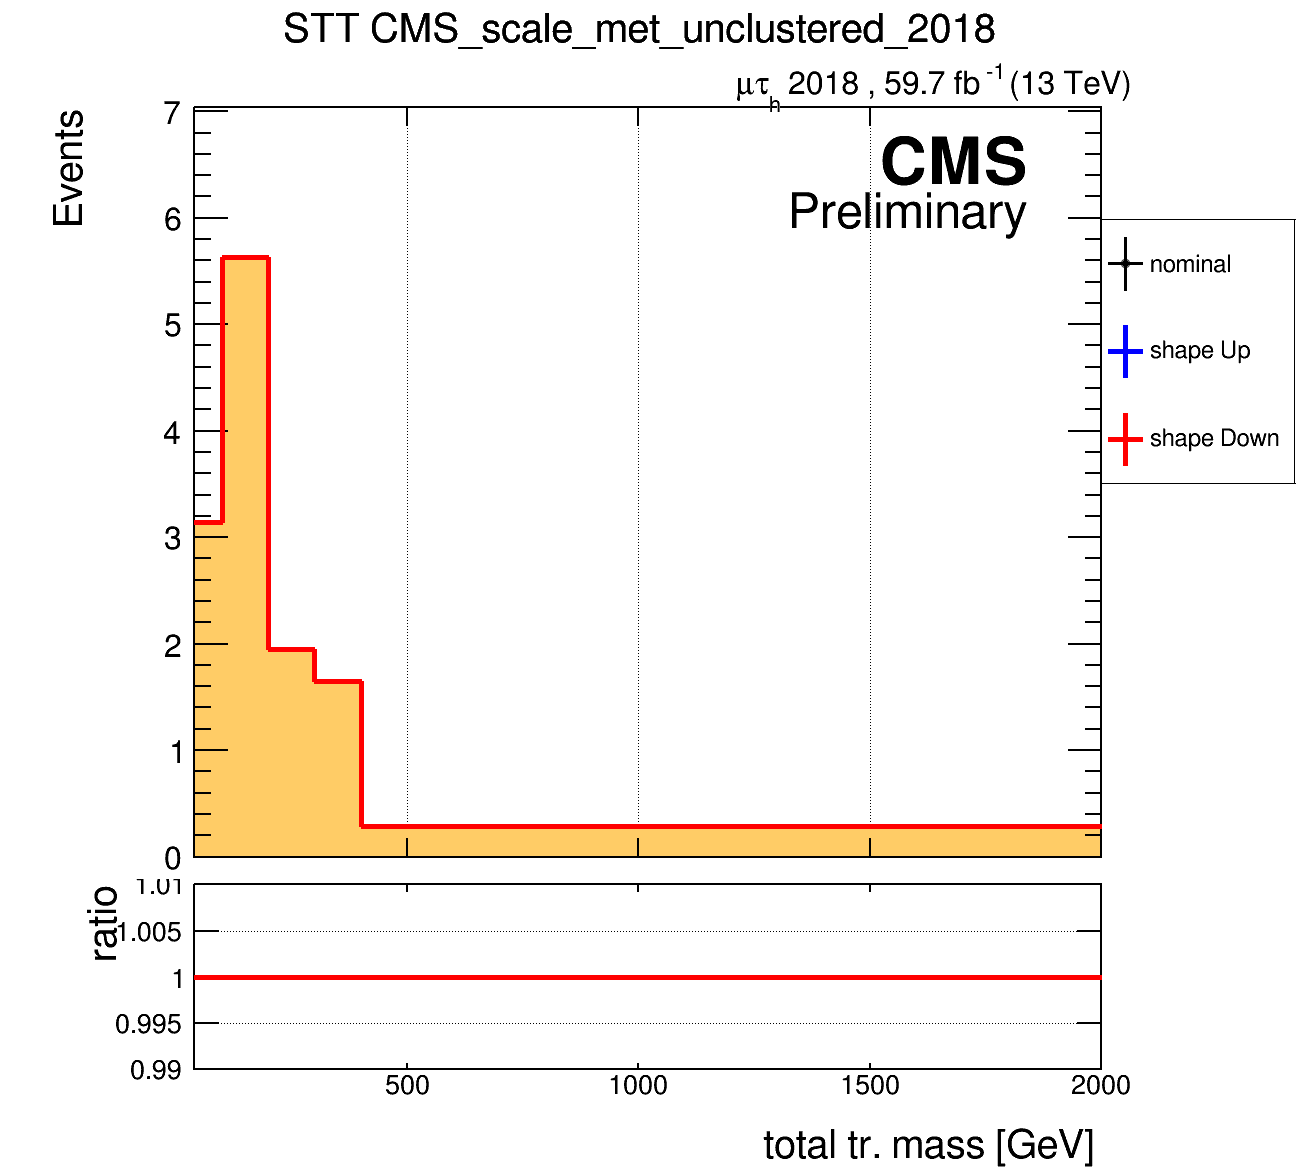 STT CMS_scale_met_unclustered_2018
μτh 2018 , 59.7 fb-1 (13 TeV)
Events
7
6
5
4
3
2
1
0
CMS
Preliminary
nominal
shape Up
shape Down
ratio
1.01
1.005
1
0.995
0.99
500
1000
1500
2000
total tr. mass [GeV]